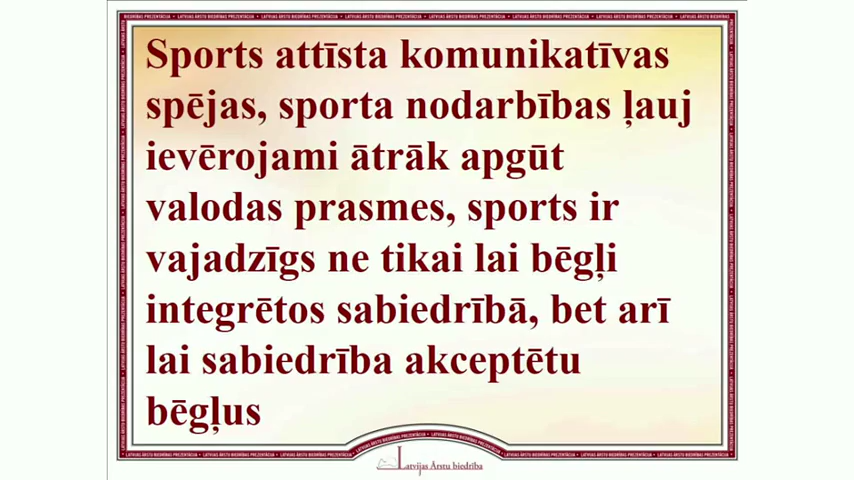 Sports attīsta komunikatīvas
spējas, sporta nodarbības ļauj
ievērojami ātrāk apgūt
valodas prasmes, sports ir
vajadzīgs ne tikai lai bēgļi
integrētos sabiedrībā, bet arī
lai sabiedrība akceptētu
bēgļus
Latvijas Ārstu biedrība